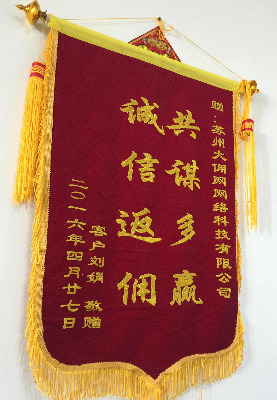 赠：苏州大佣网网络科技有限公司
共谋多赢
诚信返佣
客户刘娟 敬赠
二〇一六年四月廿七日